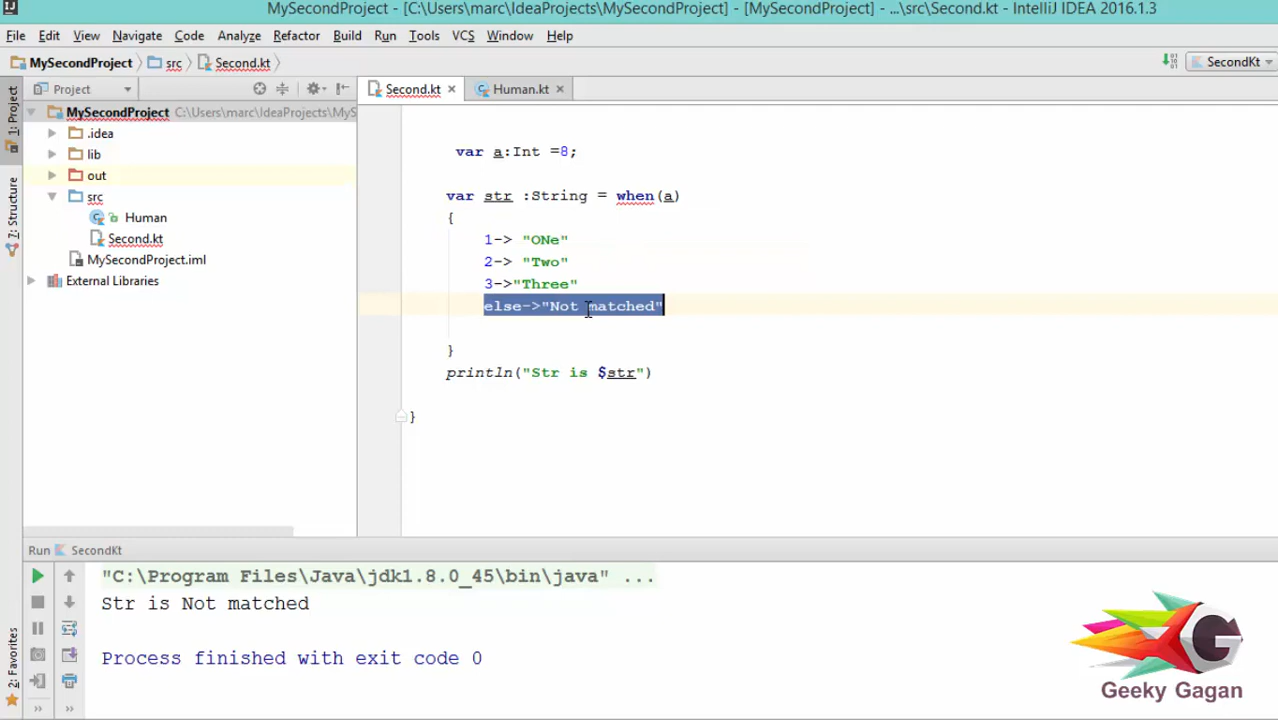 MySecondProject - [C:\Users\marc\IdeaProjects\MySecondProject] - [MySecondProject] - ...\src\Second.kt - IntelliJ IDEA 2016.1.3
File Edit View Navigate Code Analyze Refactor Build Run Tools VCS Window Help
MySecondProject src Second.kt SecondKt
1: Project
Project
Second.kt Human.kt
MySecondProject C:\Users\marc\IdeaProjects\MyS
.idea
lib
out
src
Human
Second.kt
MySecondProject.iml
External Libraries
7: Structure
var a:Int =8;
var str :String = when(a)
{
1-> "ONe"
2-> "Two"
3->"Three"
else->"Not matched"
}
println("Str is $str")
}
Run SecondKt
"C:\Program Files\Java\jdk1.8.0_45\bin\java" ...
Str is Not matched
Process finished with exit code 0
2: Favorites
G
Geeky Gagan